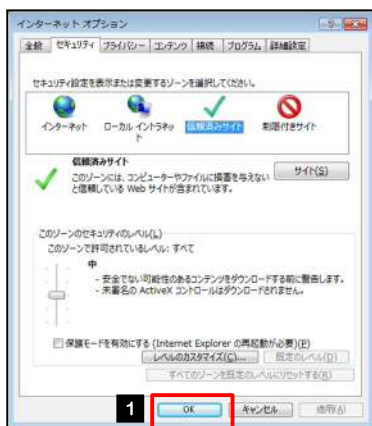 インターネット オプション
全般 セキュリティ プライバシー コンテンツ 接続 プログラム 詳細設定
セキュリティ設定を表示または変更するゾーンを選択してください。
インターネット ローカル イントラネット 信頼済みサイト 制限付きサイト
信頼済みサイト
このゾーンには、コンピューターやファイルに損害を与えない
と信頼している Web サイトが含まれています。
サイト(S)
このゾーンのセキュリティのレベル(L)
このゾーンで許可されているレベル: すべて
中
- 安全でない可能性のあるコンテンツをダウンロードする前に警告します。
- 未署名の ActiveX コントロールはダウンロードされません。
保護モードを有効にする (Internet Explorer の再起動が必要)(P)
レベルのカスタマイズ(C)... 既定のレベル(D)
すべてのゾーンを既定のレベルにリセットする(R)
1 OK キャンセル 適用(A)